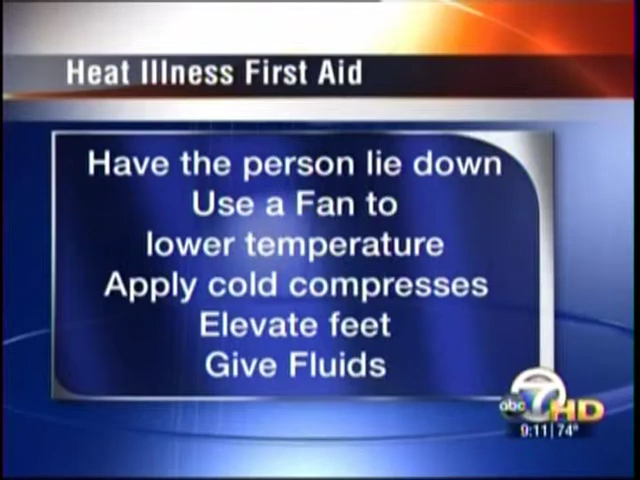 Heat Illness First Aid
Have the person lie down
Use a Fan to
lower temperature
Apply cold compresses
Elevate feet
Give Fluids
abc 7 HD
9:11 74°